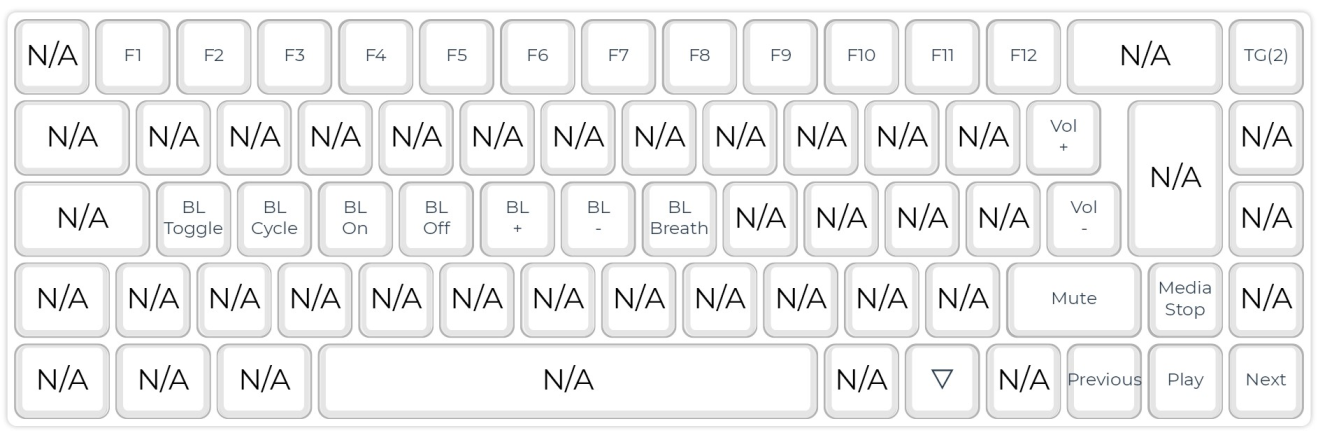 N/A F1 F2 F3 F4 F5 F6 F7 F8 F9 F10 F11 F12 N/A TG(2)
N/A N/A N/A N/A N/A N/A N/A N/A N/A N/A N/A N/A Vol + N/A N/A
N/A BL Toggle BL Cycle BL On BL Off BL + BL - BL Breath N/A N/A N/A N/A Vol - N/A
N/A N/A N/A N/A N/A N/A N/A N/A N/A N/A N/A N/A Mute Media Stop N/A
N/A N/A N/A N/A N/A ▽ N/A Previous Play Next